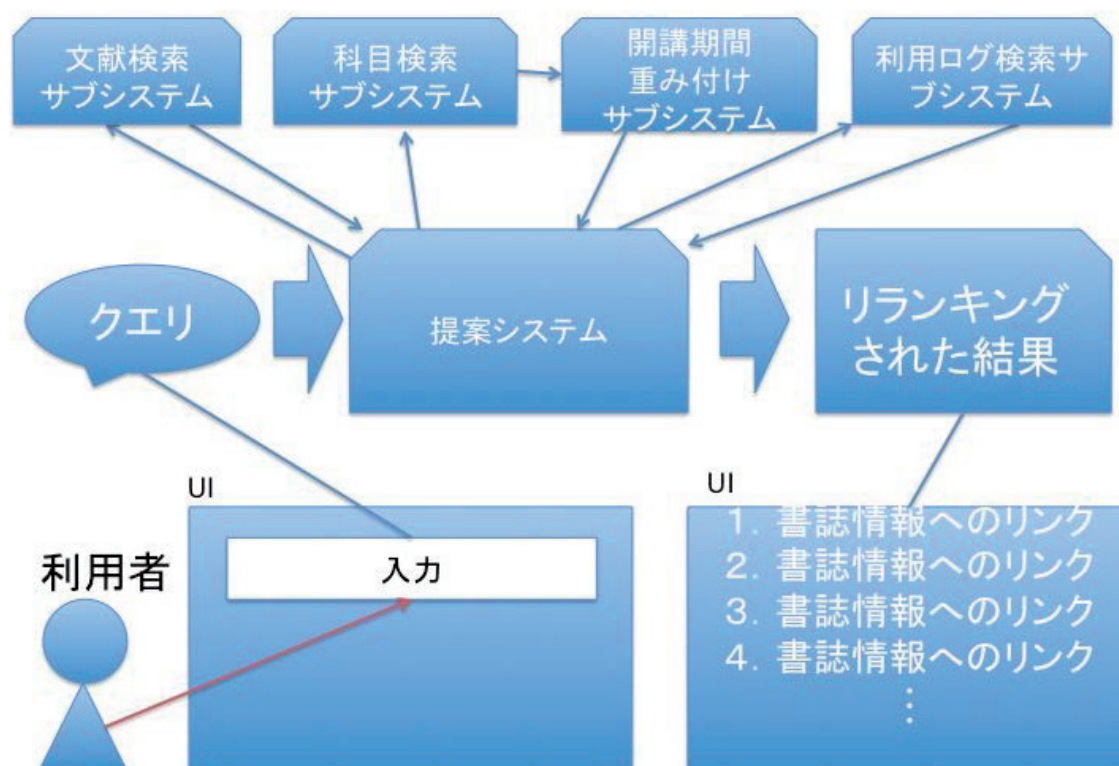 文献検索
サブシステム
科目検索
サブシステム
開講期間
重み付け
サブシステム
利用ログ検索サ
ブシステム
クエリ
提案システム
リランキング
された結果
UI
利用者
入力
UI
1. 書誌情報へのリンク
2. 書誌情報へのリンク
3. 書誌情報へのリンク
4. 書誌情報へのリンク
⋮